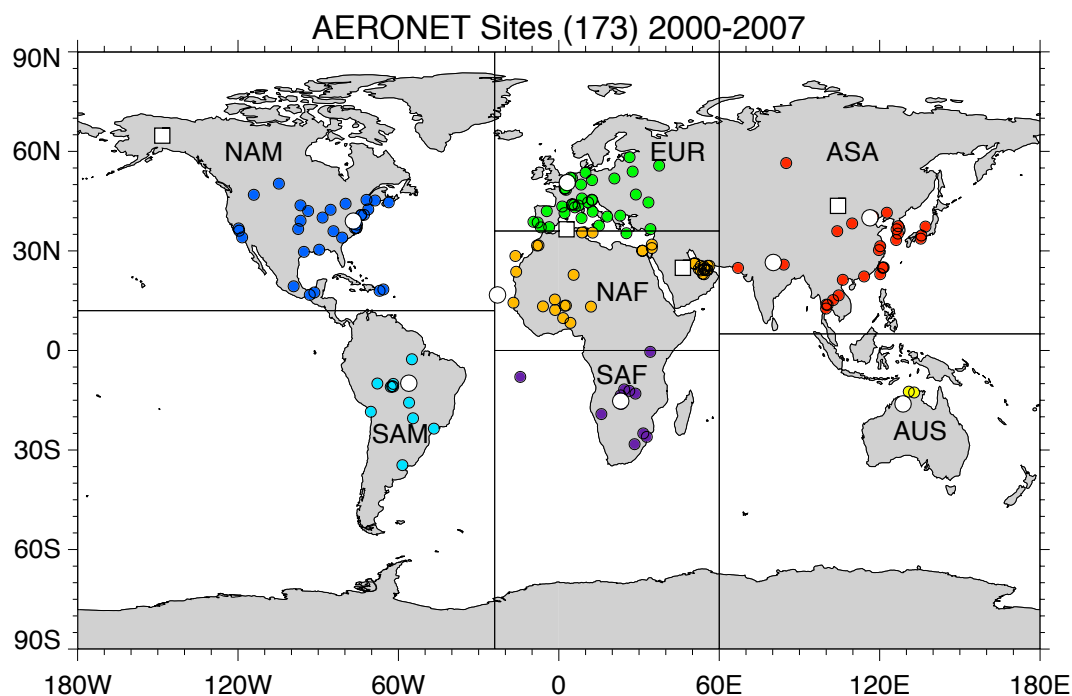 AERONET Sites (173) 2000-2007
90N
60N
30N
0
30S
60S
90S
NAM
EUR
ASA
NAF
SAF
SAM
AUS
180W
120W
60W
0
60E
120E
180E